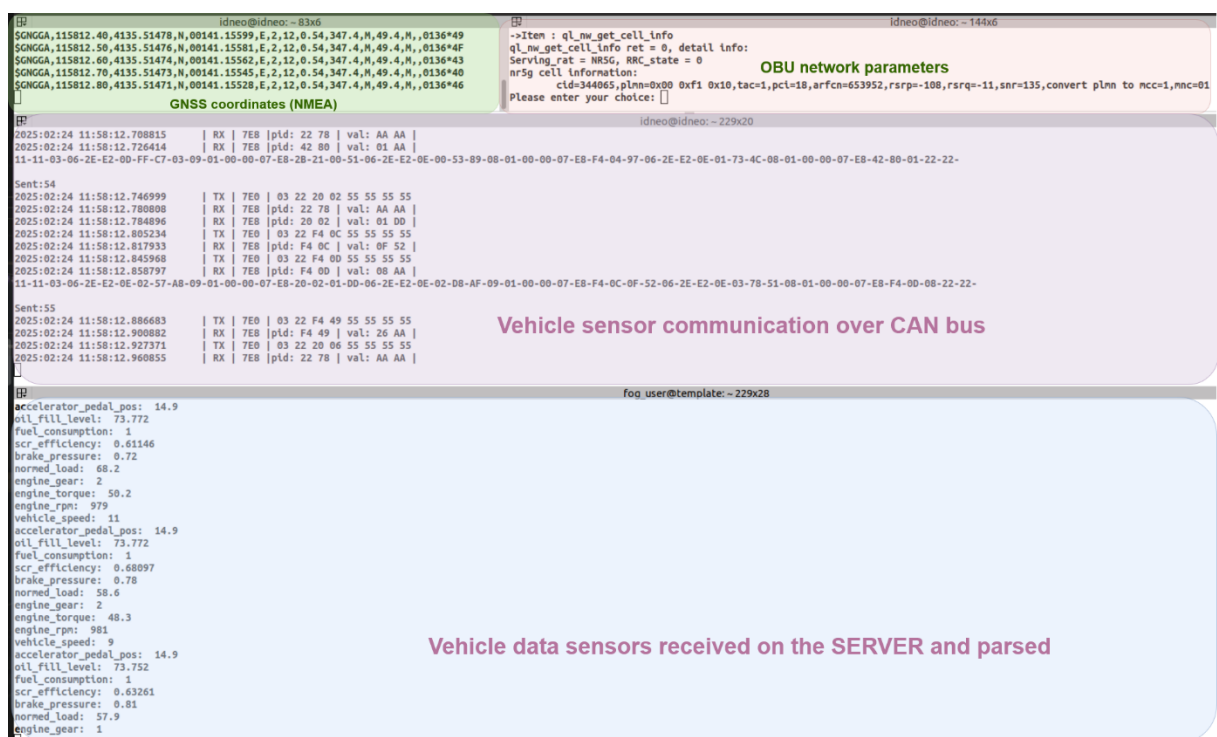 idneo@idneo: ~ 83x6
$GNGGA,115812.40,4135.51478,N,00141.15599,E,2,12,0.54,347.4,M,49.4,M,,0136*49
$GNGGA,115812.50,4135.51476,N,00141.15581,E,2,12,0.54,347.4,M,49.4,M,,0136*4F
$GNGGA,115812.60,4135.51474,N,00141.15562,E,2,12,0.54,347.4,M,49.4,M,,0136*43
$GNGGA,115812.70,4135.51473,N,00141.15545,E,2,12,0.54,347.4,M,49.4,M,,0136*40
$GNGGA,115812.80,4135.51471,N,00141.15528,E,2,12,0.54,347.4,M,49.4,M,,0136*46
GNSS coordinates (NMEA)
idneo@idneo: ~ 144x6
->Item : ql_nw_get_cell_info
ql_nw_get_cell_info ret = 0, detail info:
Serving_rat = NR5G, RRC_state = 0
OBU network parameters
nr5g cell information:
cid=344065,plmn=0x00 0xf1 0x10,tac=1,pci=18,arfcn=653952,rsrp=-108,rsrq=-11,snr=135,convert plmn to mcc=1,mnc=01
Please enter your choice:
idneo@idneo: ~ 229x20
2025:02:24 11:58:12.708815 | RX | 7E8 |pid: 22 78 | val: AA AA |
2025:02:24 11:58:12.726414 | RX | 7E8 |pid: 42 80 | val: 01 AA |
11-11-03-06-2E-E2-0D-FF-C7-03-09-01-00-00-07-E8-2B-21-00-51-06-2E-E2-0E-00-53-89-08-01-00-00-07-E8-F4-04-97-06-2E-E2-0E-01-73-4C-08-01-00-00-07-E8-42-80-01-22-22-
Sent:54
2025:02:24 11:58:12.746999 | TX | 7E0 | 03 22 20 02 55 55 55 55
2025:02:24 11:58:12.780808 | RX | 7E8 |pid: 22 78 | val: AA AA |
2025:02:24 11:58:12.784896 | RX | 7E8 |pid: 20 02 | val: 01 DD |
2025:02:24 11:58:12.805234 | TX | 7E0 | 03 22 F4 0C 55 55 55 55
2025:02:24 11:58:12.817933 | RX | 7E8 |pid: F4 0C | val: 0F 52 |
2025:02:24 11:58:12.845968 | TX | 7E0 | 03 22 F4 0D 55 55 55 55
2025:02:24 11:58:12.858797 | RX | 7E8 |pid: F4 0D | val: 08 AA |
11-11-03-06-2E-E2-0E-02-57-A8-09-01-00-00-07-E8-20-02-01-DD-06-2E-E2-0E-02-D8-AF-09-01-00-00-07-E8-F4-0C-0F-52-06-2E-E2-0E-03-78-51-08-01-00-00-07-E8-F4-0D-08-22-22-
Sent:55
2025:02:24 11:58:12.886683 | TX | 7E0 | 03 22 F4 49 55 55 55 55
2025:02:24 11:58:12.900882 | RX | 7E8 |pid: F4 49 | val: 26 AA |
2025:02:24 11:58:12.927371 | TX | 7E0 | 03 22 20 06 55 55 55 55
2025:02:24 11:58:12.960855 | RX | 7E8 |pid: 22 78 | val: AA AA |
Vehicle sensor communication over CAN bus
fog_user@template: ~ 229x28
accelerator_pedal_pos: 14.9
oil_fill_level: 73.772
fuel_consumption: 1
scr_efficiency: 0.61146
brake_pressure: 0.72
normed_load: 68.2
engine_gear: 2
engine_torque: 50.2
engine_rpm: 979
vehicle_speed: 11
accelerator_pedal_pos: 14.9
oil_fill_level: 73.772
fuel_consumption: 1
scr_efficiency: 0.68097
brake_pressure: 0.78
normed_load: 58.6
engine_gear: 2
engine_torque: 48.3
engine_rpm: 981
vehicle_speed: 9
Vehicle data sensors received on the SERVER and parsed
accelerator_pedal_pos: 14.9
oil_fill_level: 73.752
fuel_consumption: 1
scr_efficiency: 0.63261
brake_pressure: 0.81
normed_load: 57.9
engine_gear: 1